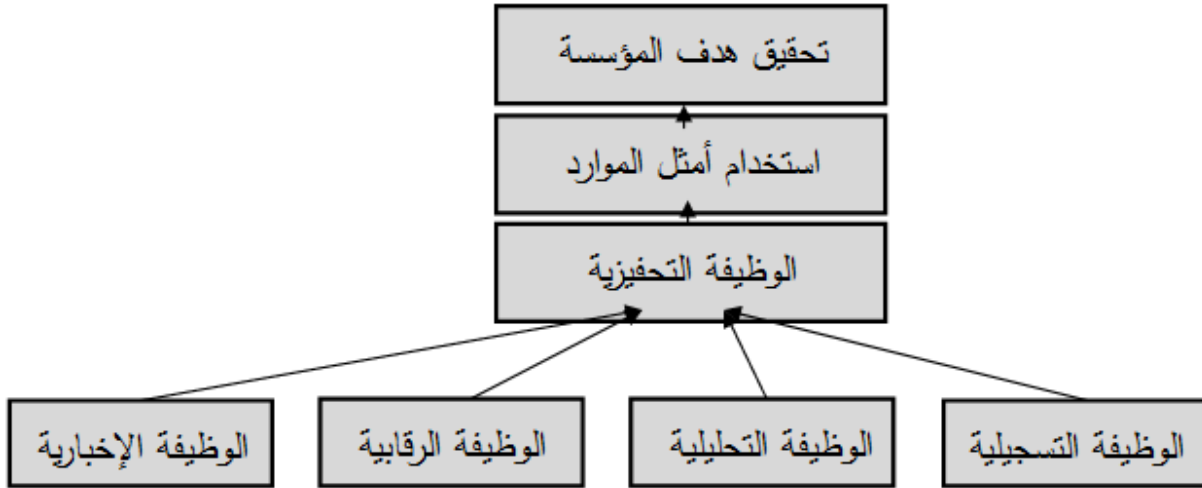 تحقيق هدف المؤسسة
استخدام أمثل الموارد
الوظيفة التحفيزية
الوظيفة التسجيلية
الوظيفة التحليلية
الوظيفة الرقابية
الوظيفة الإخبارية